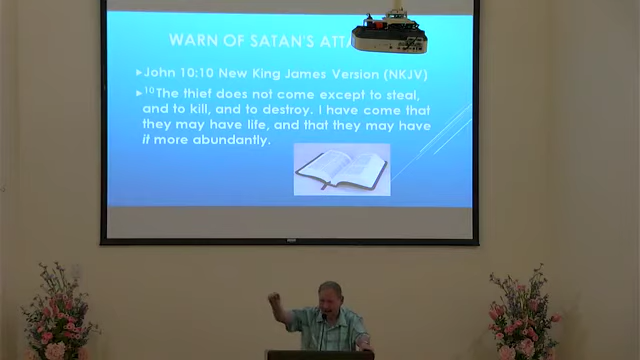 WARN OF SATAN'S
John 10:10 New King James Version (NKJV)
10 The thief does not come except to steal,
and to kill, and to destroy. I have come that
they may have life, and that they may have
it more abundantly.